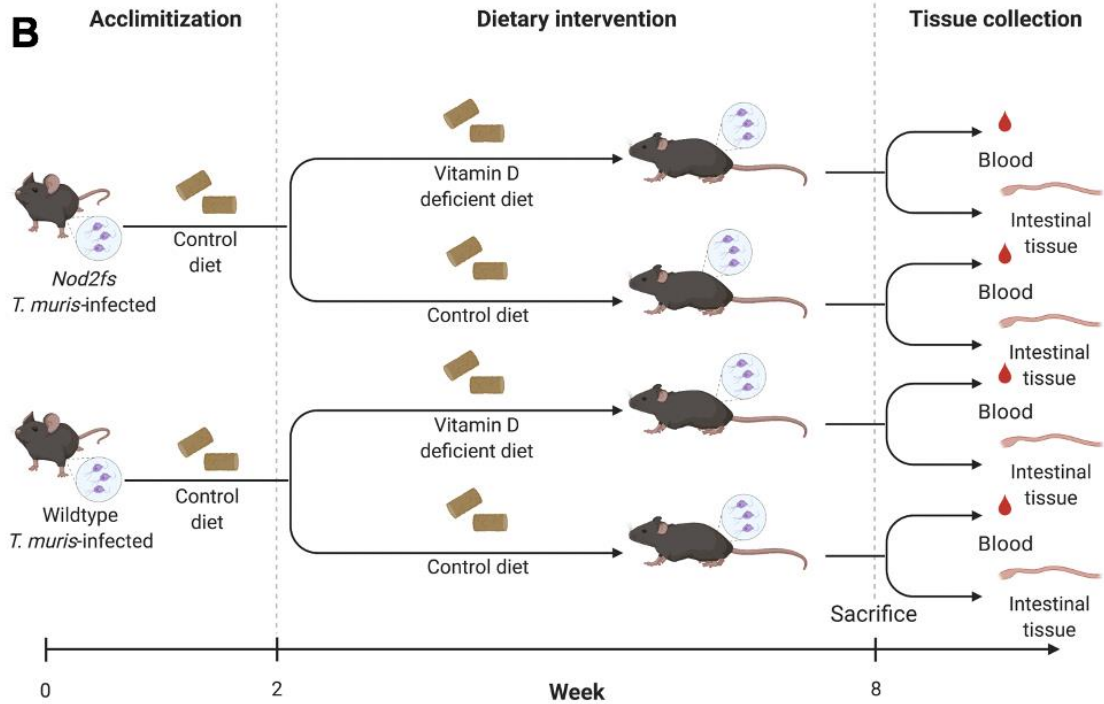 B
Acclimitization
Dietary intervention
Tissue collection
Nod2fs
T. muris-infected
Control
diet
Vitamin D
deficient diet
Blood
Intestinal
tissue
Control diet
Blood
Intestinal
tissue
Wildtype
T. muris-infected
Control
diet
Vitamin D
deficient diet
Blood
Intestinal
tissue
Control diet
Blood
Intestinal
tissue
Sacrifice
0
2
Week
8